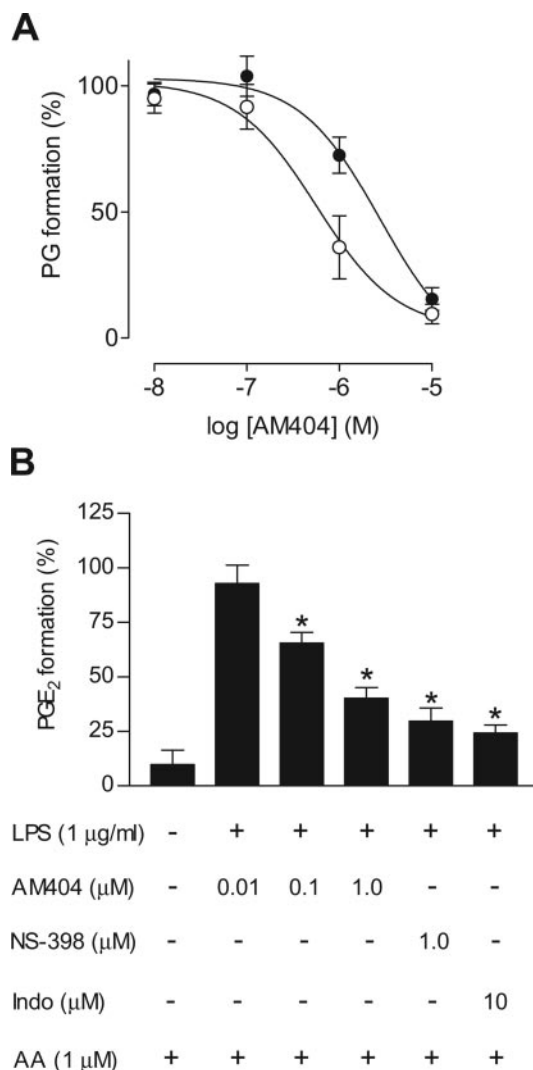 A
PG formation (%)
100
50
0
-8 -7 -6 -5
log [AM404] (M)
B
PGE₂ formation (%)
125
100
75
50
25
0
* * * *
LPS (1 µg/ml) - + + + + +
AM404 (µM) - 0.01 0.1 1.0 - -
NS-398 (µM) - - - - 1.0 -
Indo (µM) - - - - - 10
AA (1 µM) + + + + + +